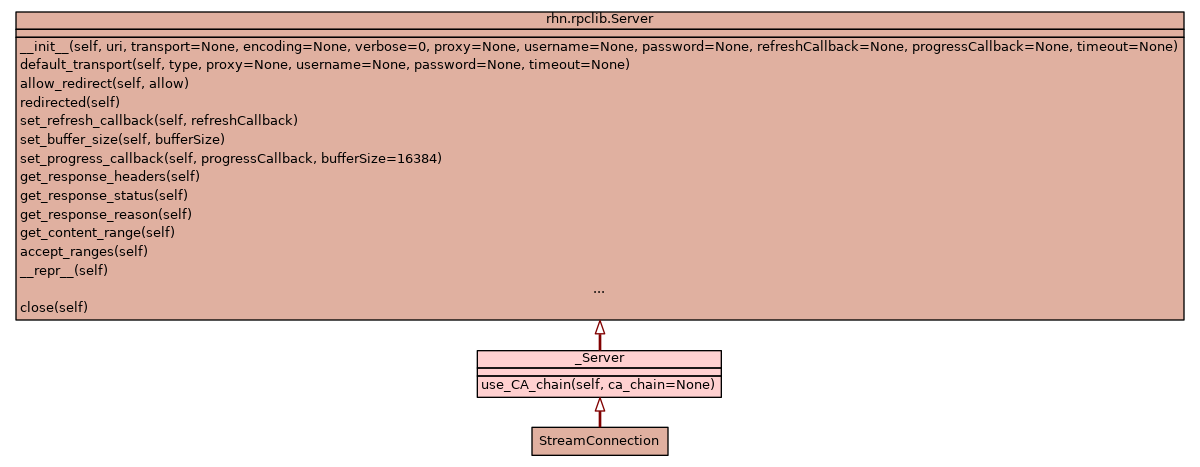 rhn.rpclib.Server
__init__(self, uri, transport=None, encoding=None, verbose=0, proxy=None, username=None, password=None, refreshCallback=None, progressCallback=None, timeout=None)
default_transport(self, type, proxy=None, username=None, password=None, timeout=None)
allow_redirect(self, allow)
redirected(self)
set_refresh_callback(self, refreshCallback)
set_buffer_size(self, bufferSize)
set_progress_callback(self, progressCallback, bufferSize=16384)
get_response_headers(self)
get_response_status(self)
get_response_reason(self)
get_content_range(self)
accept_ranges(self)
__repr__(self)
...
close(self)
_Server
use_CA_chain(self, ca_chain=None)
StreamConnection